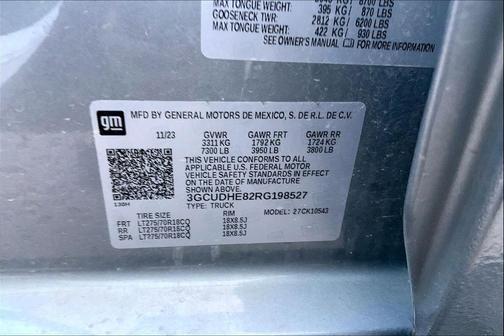 8700 LBS
MAX TONGUE WEIGHT: 395 KG/ 870 LBS
GOOSENECK TWR: 2812 KG/ 6200 LBS
MAX TONGUE WEIGHT: 422 KG/ 930 LBS
SEE OWNER'S MANUAL FOR MORE
gm
MFD BY GENERAL MOTORS DE MEXICO, S. DE R.L. DE C.V.
11/23 GVWR GAWR FRT GAWR RR
3311 KG 1792 KG 1724 KG
7300 LB 3950 LB 3800 LB
THIS VEHICLE CONFORMS TO ALL
APPLICABLE U.S. FEDERAL MOTOR
VEHICLE SAFETY STANDARDS IN
EFFECT ON THE DATE OF
MANUFACTURE SHOWN ABOVE.
3GCUDHE82RG198527
138H TYPE: TRUCK
MODEL: 27CK10543
TIRE SIZE RIM
FRT LT275/70R18CQ 18X8.5J
RR LT275/70R18CQ 18X8.5J
SPA LT275/70R18CQ 18X8.5J